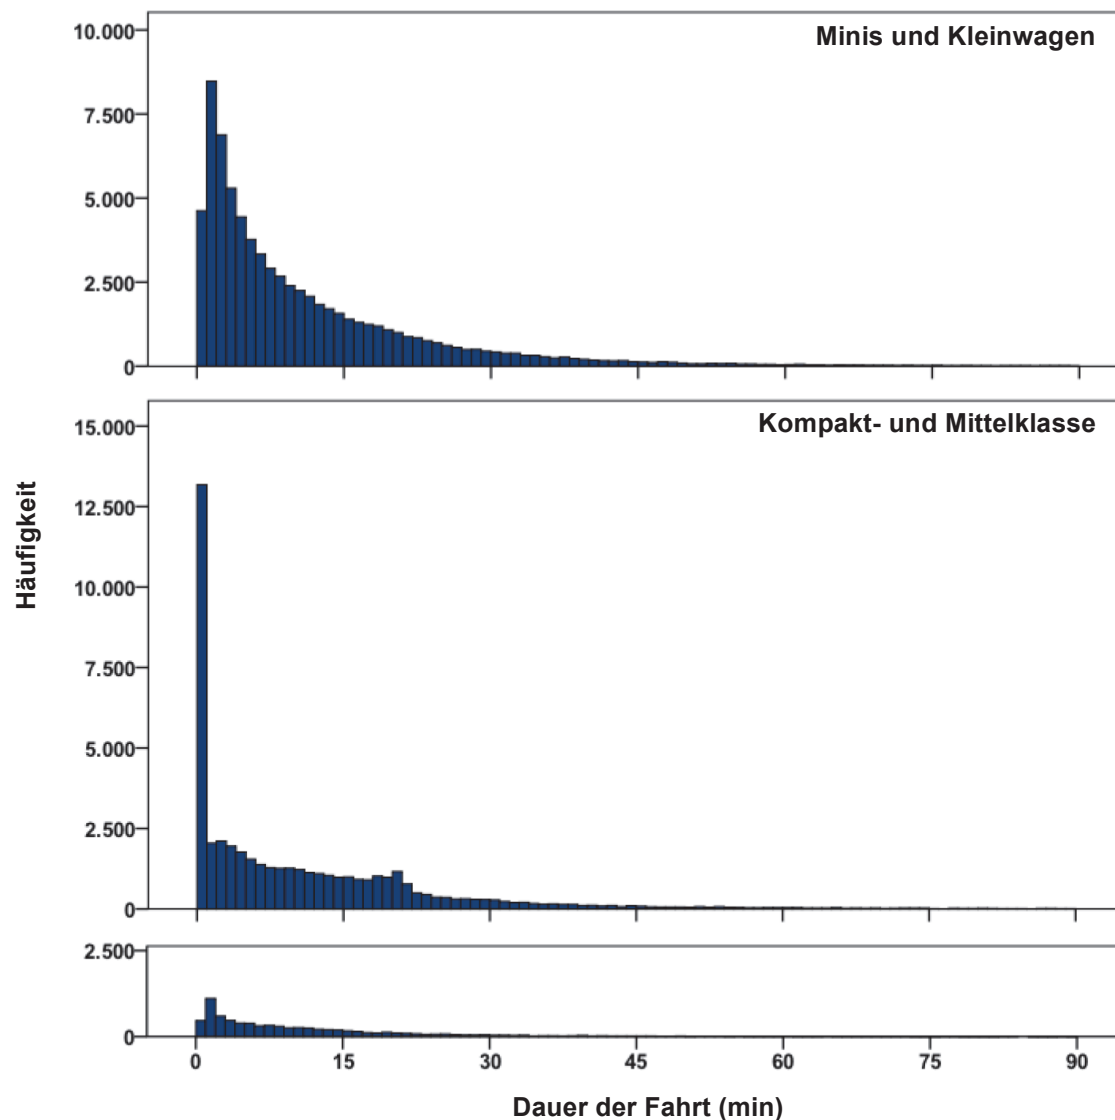 Minis und Kleinwagen
10.000
7.500
5.000
2.500
0
Kompakt- und Mittelklasse
15.000
12.500
10.000
7.500
5.000
2.500
0
Häufigkeit
2.500
0
0 15 30 45 60 75 90
Dauer der Fahrt (min)